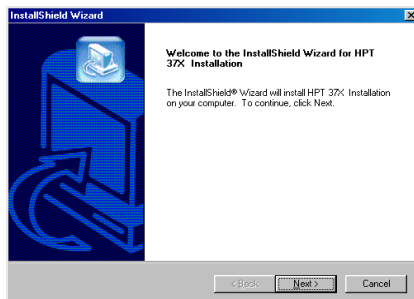 InstallShield Wizard
Welcome to the InstallShield Wizard for HPT
37X Installation
The InstallShield® Wizard will install HPT 37X Installation
on your computer. To continue, click Next.
< Back
Next >
Cancel